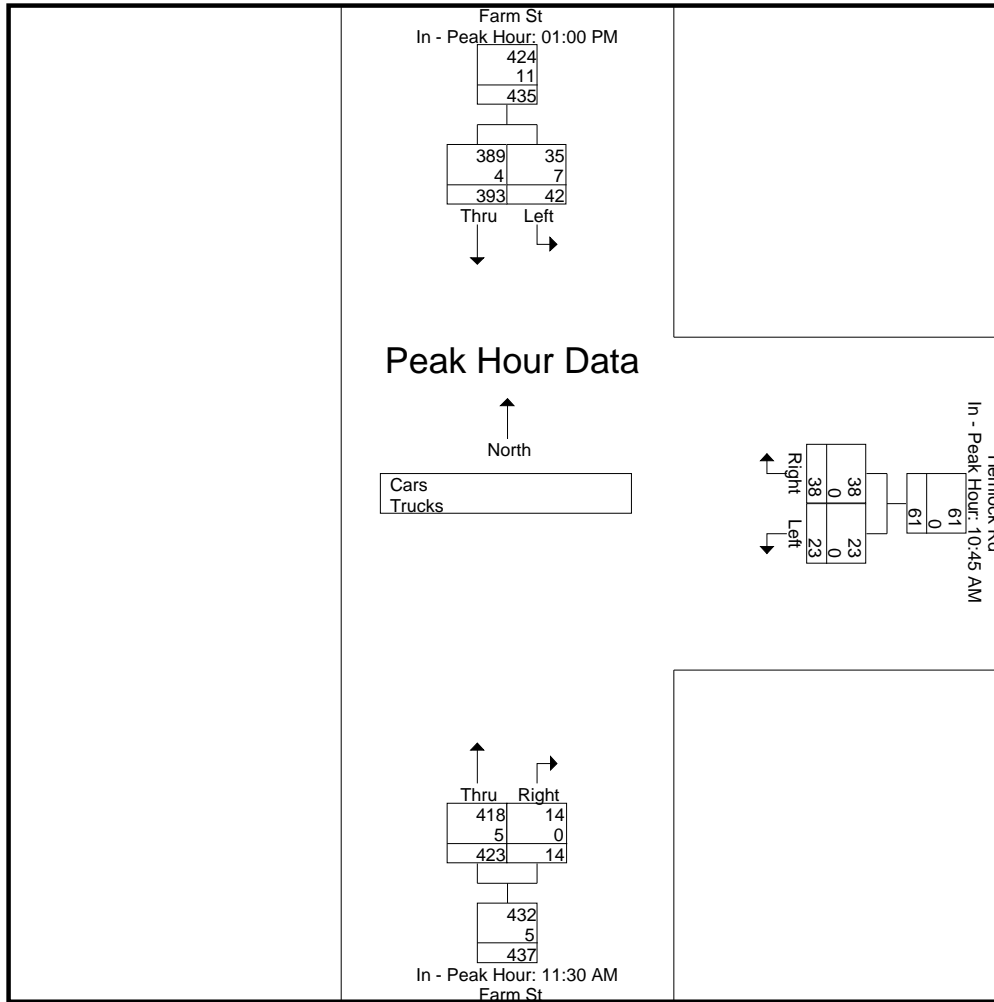 Farm St
In - Peak Hour: 01:00 PM
424
11
435
389 35
4 7
393 42
Thru Left
Peak Hour Data
North
Cars
Trucks
In - Peak Hour: 10:45 AM
61
0
61
38 23
0 0
38 23
Right Left
Thru Right
418 14
5 0
423 14
432
5
437
In - Peak Hour: 11:30 AM
Farm St